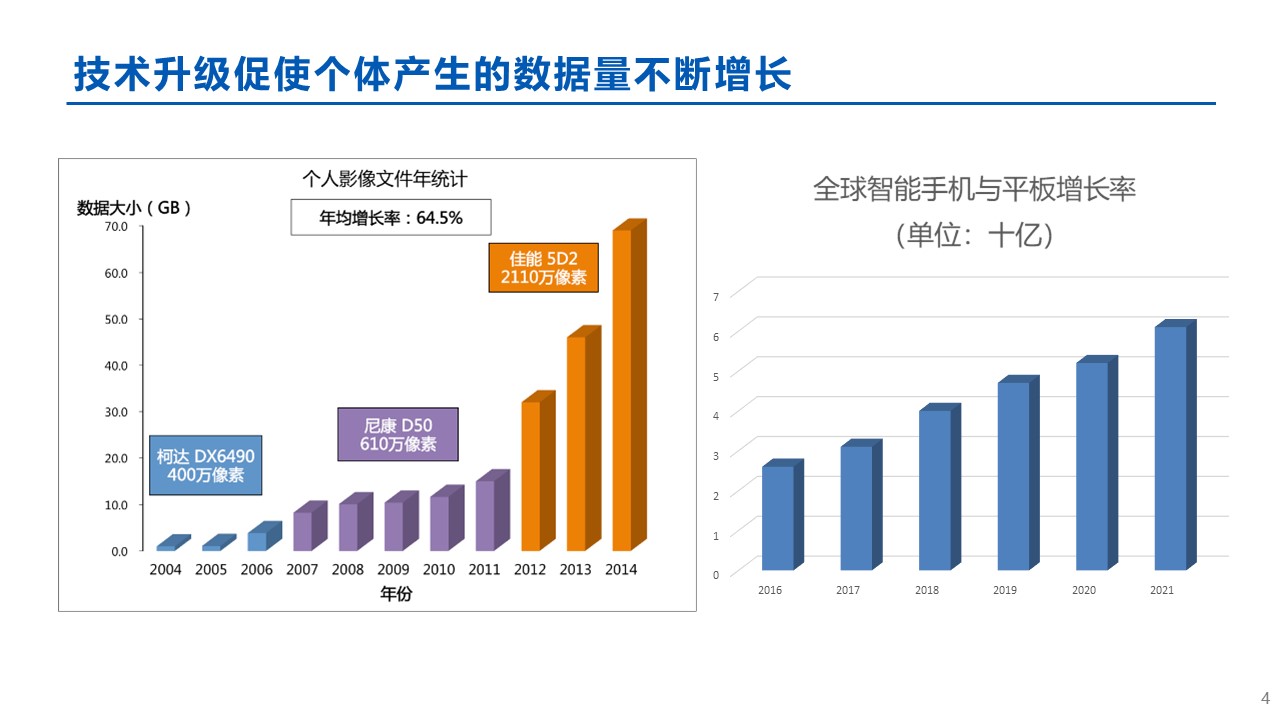 技术升级促使个体产生的数据量不断增长
个人影像文件年统计
数据大小（GB）
年均增长率：64.5%
70.0
60.0
50.0
40.0
30.0
20.0
10.0
0.0
佳能 5D2
2110万像素
尼康 D50
610万像素
柯达 DX6490
400万像素
2004 2005 2006 2007 2008 2009 2010 2011 2012 2013 2014
年份
全球智能手机与平板增长率
（单位：十亿）
7
6
5
4
3
2
1
0
2016 2017 2018 2019 2020 2021
4